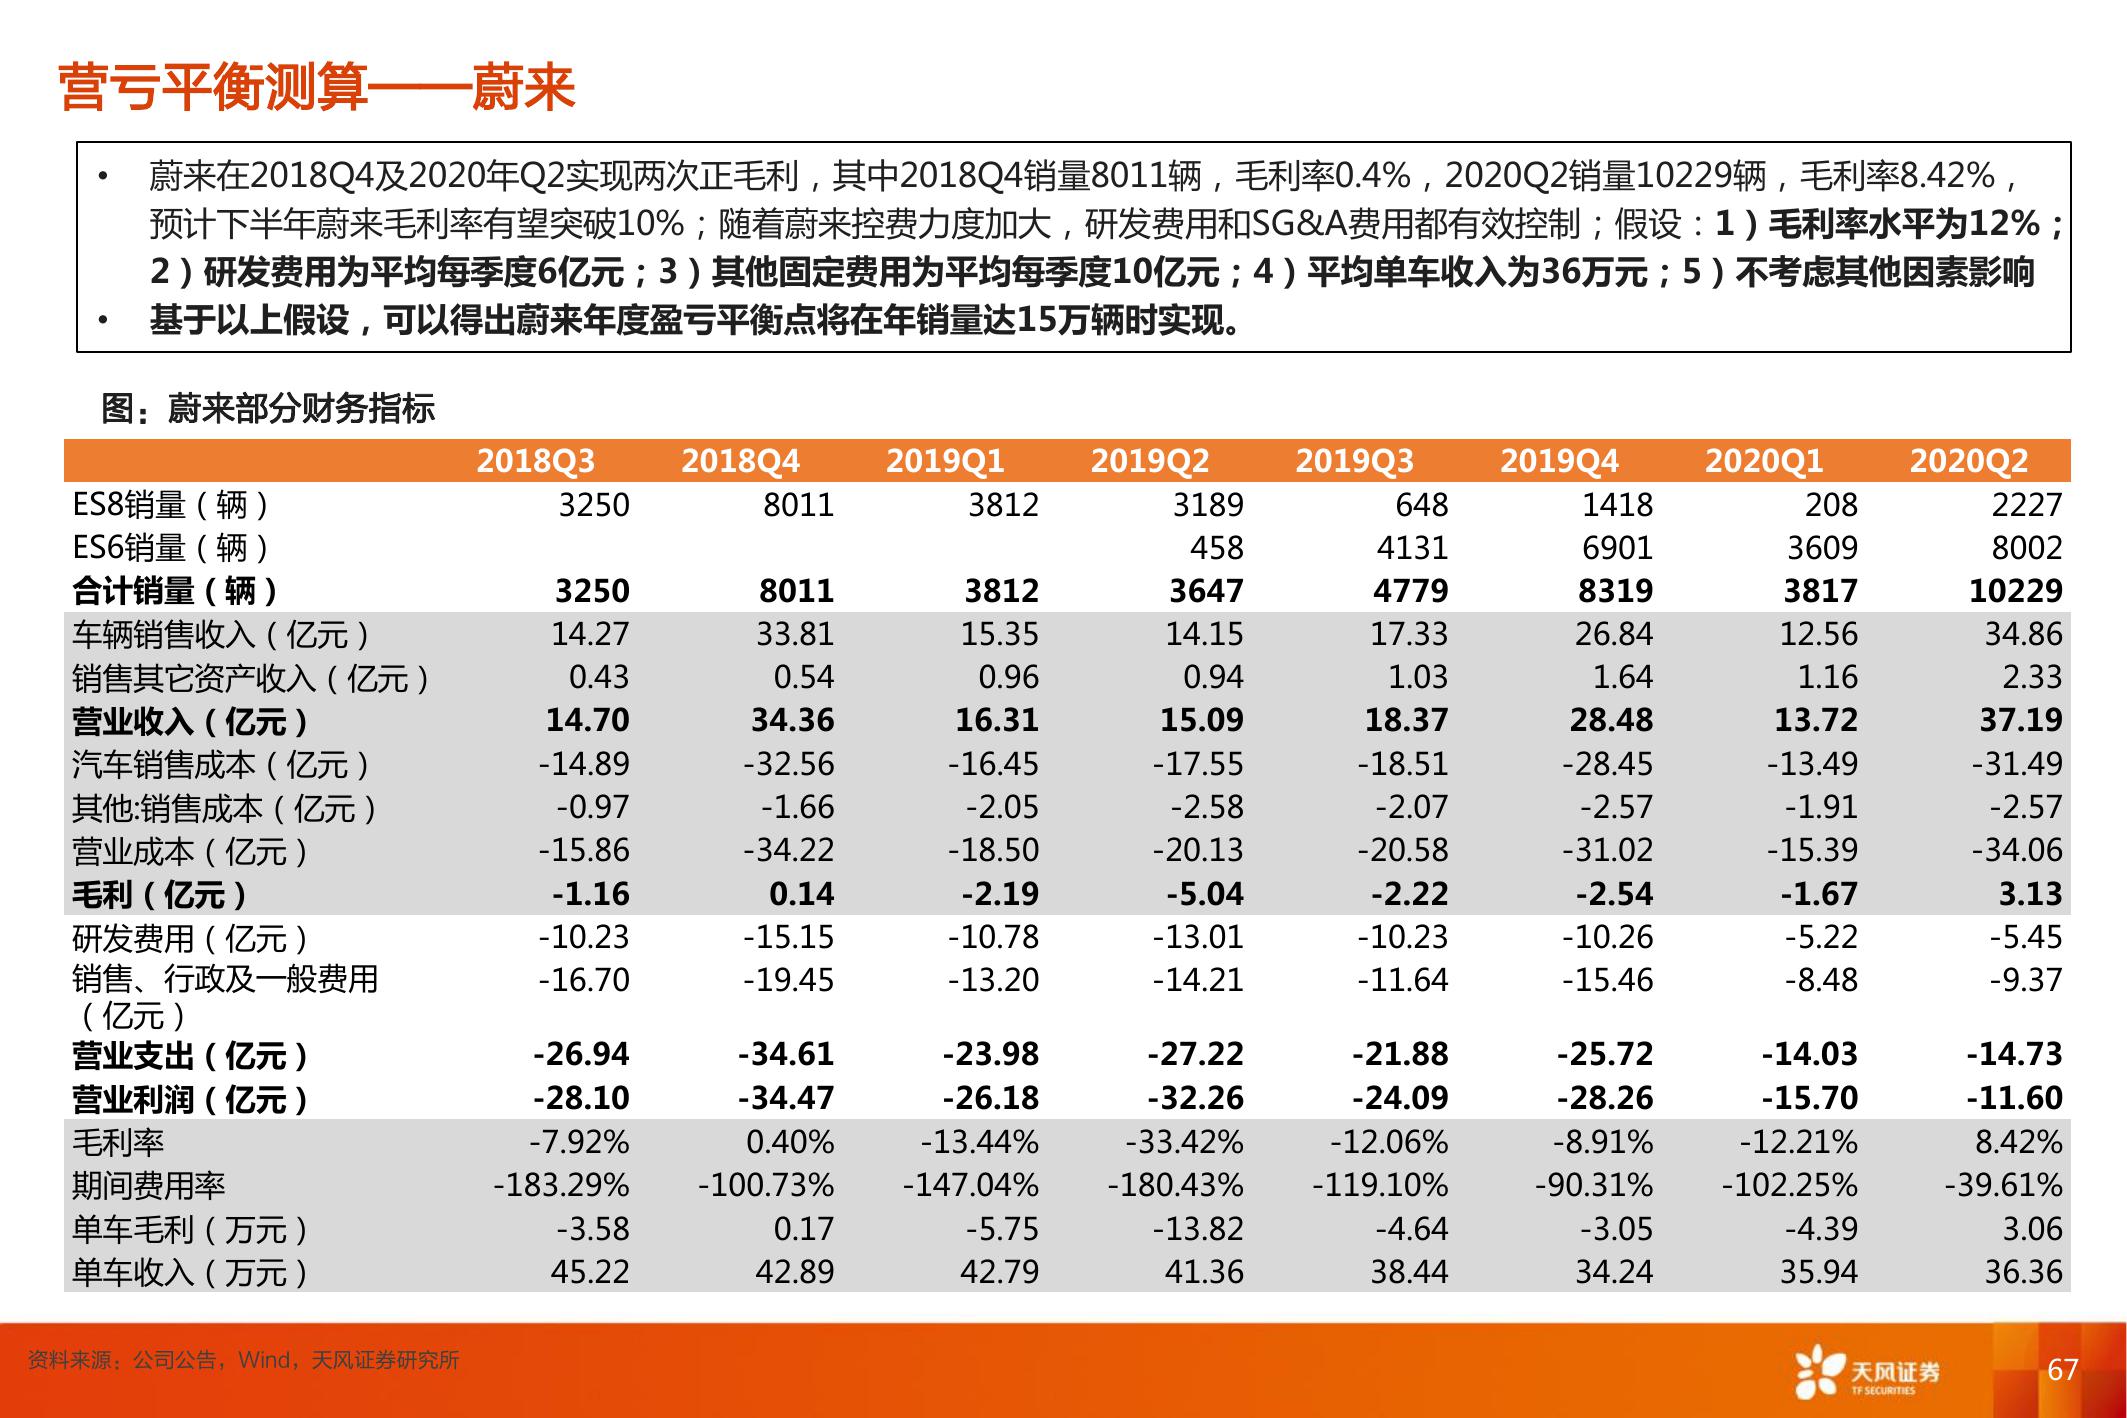 营亏平衡测算——蔚来
• 蔚来在2018Q4及2020年Q2实现两次正毛利，其中2018Q4销量8011辆，毛利率0.4%，2020Q2销量10229辆，毛利率8.42%，
预计下半年蔚来毛利率有望突破10%；随着蔚来控费力度加大，研发费用和SG&A费用都有效控制；假设：1）毛利率水平为12%；
2）研发费用为平均每季度6亿元；3）其他固定费用为平均每季度10亿元；4）平均单车收入为36万元；5）不考虑其他因素影响
• 基于以上假设，可以得出蔚来年度盈亏平衡点将在年销量达15万辆时实现。
图：蔚来部分财务指标
2018Q3 2018Q4 2019Q1 2019Q2 2019Q3 2019Q4 2020Q1 2020Q2
ES8销量（辆） 3250 8011 3812 3189 648 1418 208 2227
ES6销量（辆） 458 4131 6901 3609 8002
合计销量（辆） 3250 8011 3812 3647 4779 8319 3817 10229
车辆销售收入（亿元） 14.27 33.81 15.35 14.15 17.33 26.84 12.56 34.86
销售其它资产收入（亿元） 0.43 0.54 0.96 0.94 1.03 1.64 1.16 2.33
营业收入（亿元） 14.70 34.36 16.31 15.09 18.37 28.48 13.72 37.19
汽车销售成本（亿元） -14.89 -32.56 -16.45 -17.55 -18.51 -28.45 -13.49 -31.49
其他:销售成本（亿元） -0.97 -1.66 -2.05 -2.58 -2.07 -2.57 -1.91 -2.57
营业成本（亿元） -15.86 -34.22 -18.50 -20.13 -20.58 -31.02 -15.39 -34.06
毛利（亿元） -1.16 0.14 -2.19 -5.04 -2.22 -2.54 -1.67 3.13
研发费用（亿元） -10.23 -15.15 -10.78 -13.01 -10.23 -10.26 -5.22 -5.45
销售、行政及一般费用 -16.70 -19.45 -13.20 -14.21 -11.64 -15.46 -8.48 -9.37
（亿元）
营业支出（亿元） -26.94 -34.61 -23.98 -27.22 -21.88 -25.72 -14.03 -14.73
营业利润（亿元） -28.10 -34.47 -26.18 -32.26 -24.09 -28.26 -15.70 -11.60
毛利率 -7.92% 0.40% -13.44% -33.42% -12.06% -8.91% -12.21% 8.42%
期间费用率 -183.29% -100.73% -147.04% -180.43% -119.10% -90.31% -102.25% -39.61%
单车毛利（万元） -3.58 0.17 -5.75 -13.82 -4.64 -3.05 -4.39 3.06
单车收入（万元） 45.22 42.89 42.79 41.36 38.44 34.24 35.94 36.36
资料来源：公司公告，Wind，天风证券研究所
天风证券
TF SECURITIES
67